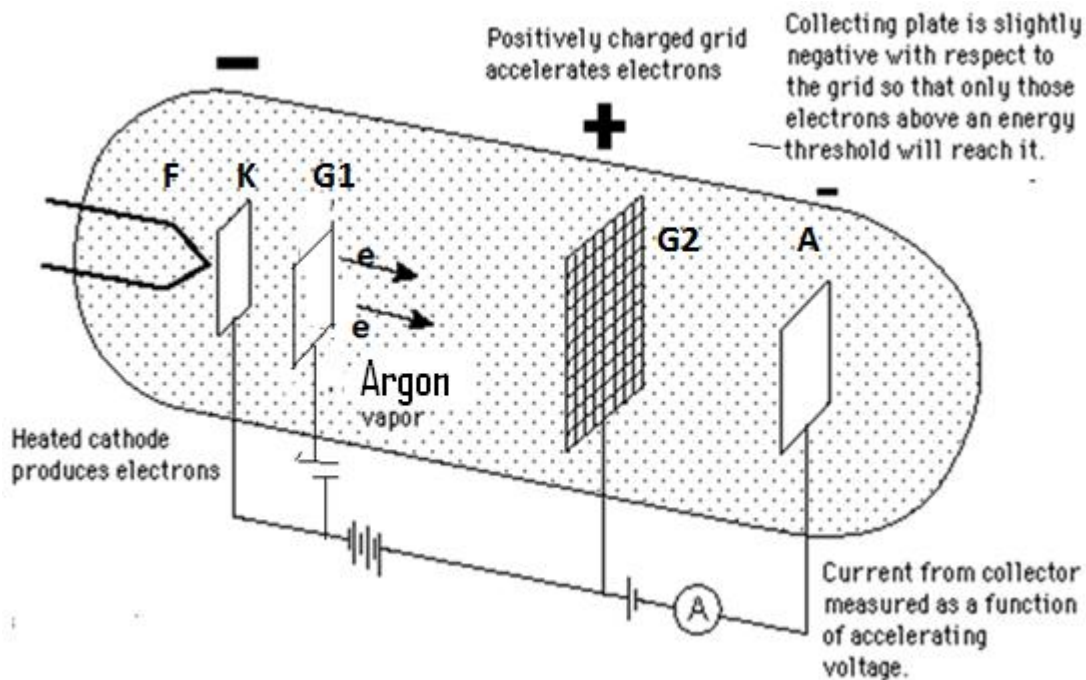 Positively charged grid
accelerates electrons
Collecting plate is slightly
negative with respect to
the grid so that only those
electrons above an energy
threshold will reach it.
F
K
G1
G2
A
e
e
Argon
vapor
Heated cathode
produces electrons
A
Current from collector
measured as a function
of accelerating
voltage.